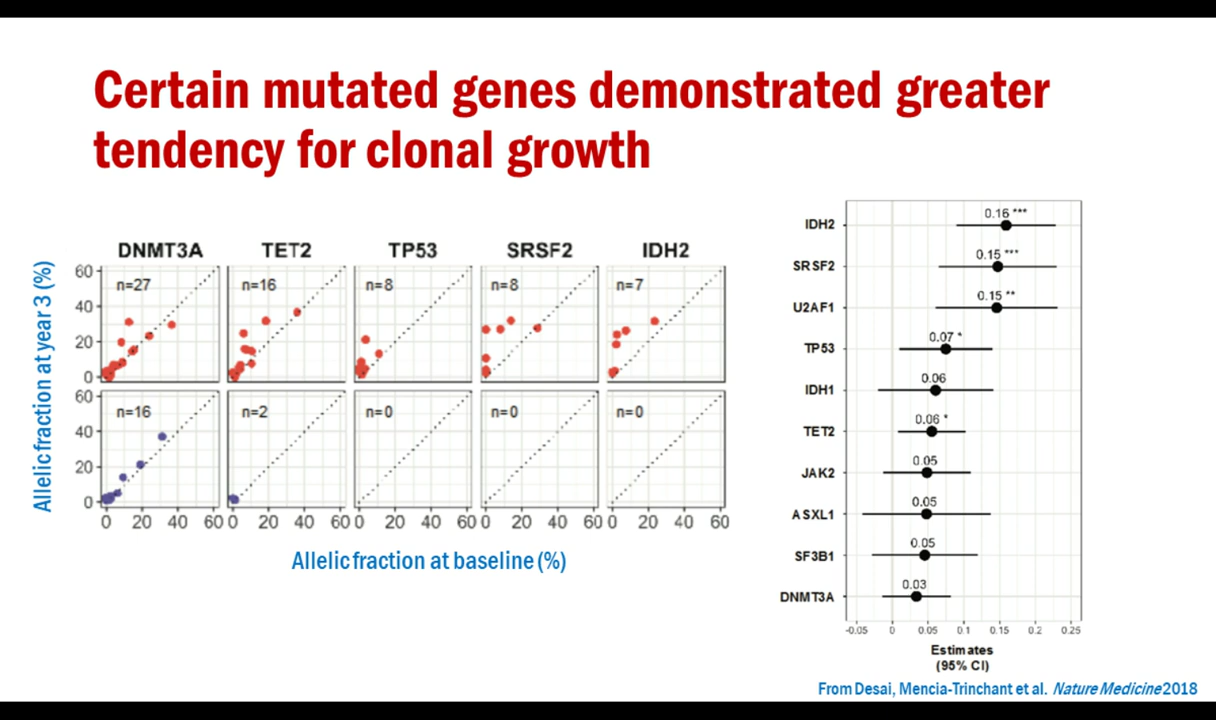 Certain mutated genes demonstrated greater
tendency for clonal growth
Allelic fraction at year 3 (%)
DNMT3A TET2 TP53 SRSF2 IDH2
60
40
20
0
n=27 n=16 n=8 n=8 n=7
60
40
20
0
n=16 n=2 n=0 n=0 n=0
0 20 40 60 0 20 40 60 0 20 40 60 0 20 40 60 0 20 40 60
Allelic fraction at baseline (%)
IDH2 0.16 ***
SRSF2 0.15 ***
U2AF1 0.15 **
TP53 0.07 *
IDH1 0.06
TET2 0.06 *
JAK2 0.05
ASXL1 0.05
SF3B1 0.05
DNMT3A 0.03
-0.05 0 0.05 0.1 0.15 0.2 0.25
Estimates
(95% CI)
From Desai, Mencia-Trinchant et al. Nature Medicine 2018